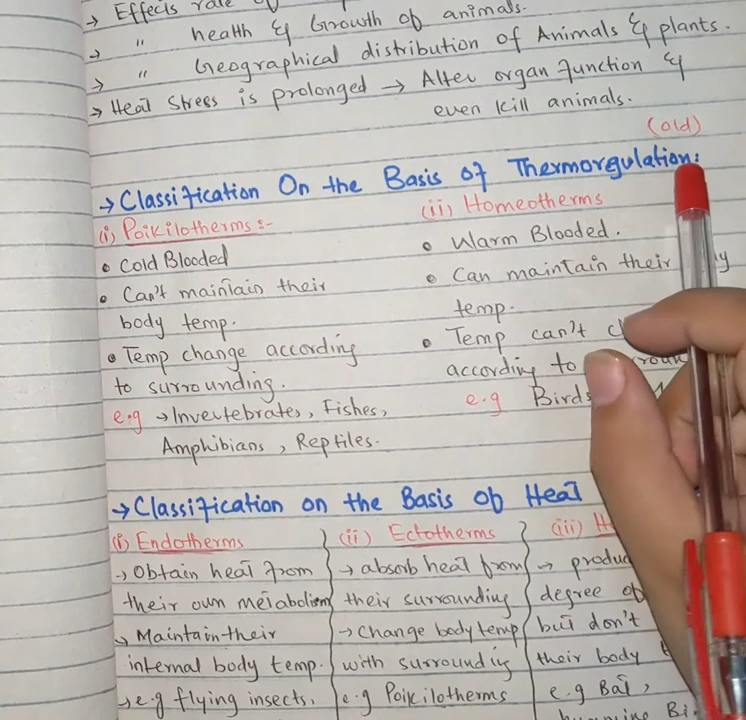 → Effects rate
→ " health & Growth of animals.
→ " Geographical distribution of Animals & plants.
→ Heat Stress is prolonged → Alter organ function &
even Kill animals.
(old)
→ Classification On the Basis of Thermoregulation:
(i) Poikilotherms :-
• Cold Blooded
• Can't maintain their
body temp.
• Temp change according
to surrounding.
e.g → Invertebrates, Fishes,
Amphibians, Reptiles.
(ii) Homeotherms
• Warm Blooded.
• Can maintain their
temp.
• Temp can't
according to
e.g Birds
→ Classification on the Basis of Heat
(i) Endotherms
→ Obtain heat from
their own metabolism
→ Maintain their
internal body temp.
→ e.g flying insects,
(ii) Ectotherms
→ absorb heat from
their surrounding
→ Change body temp
with surrounding
e.g Poikilotherms
(iii)
→
degree of
but don't
their body
e.g Bat,